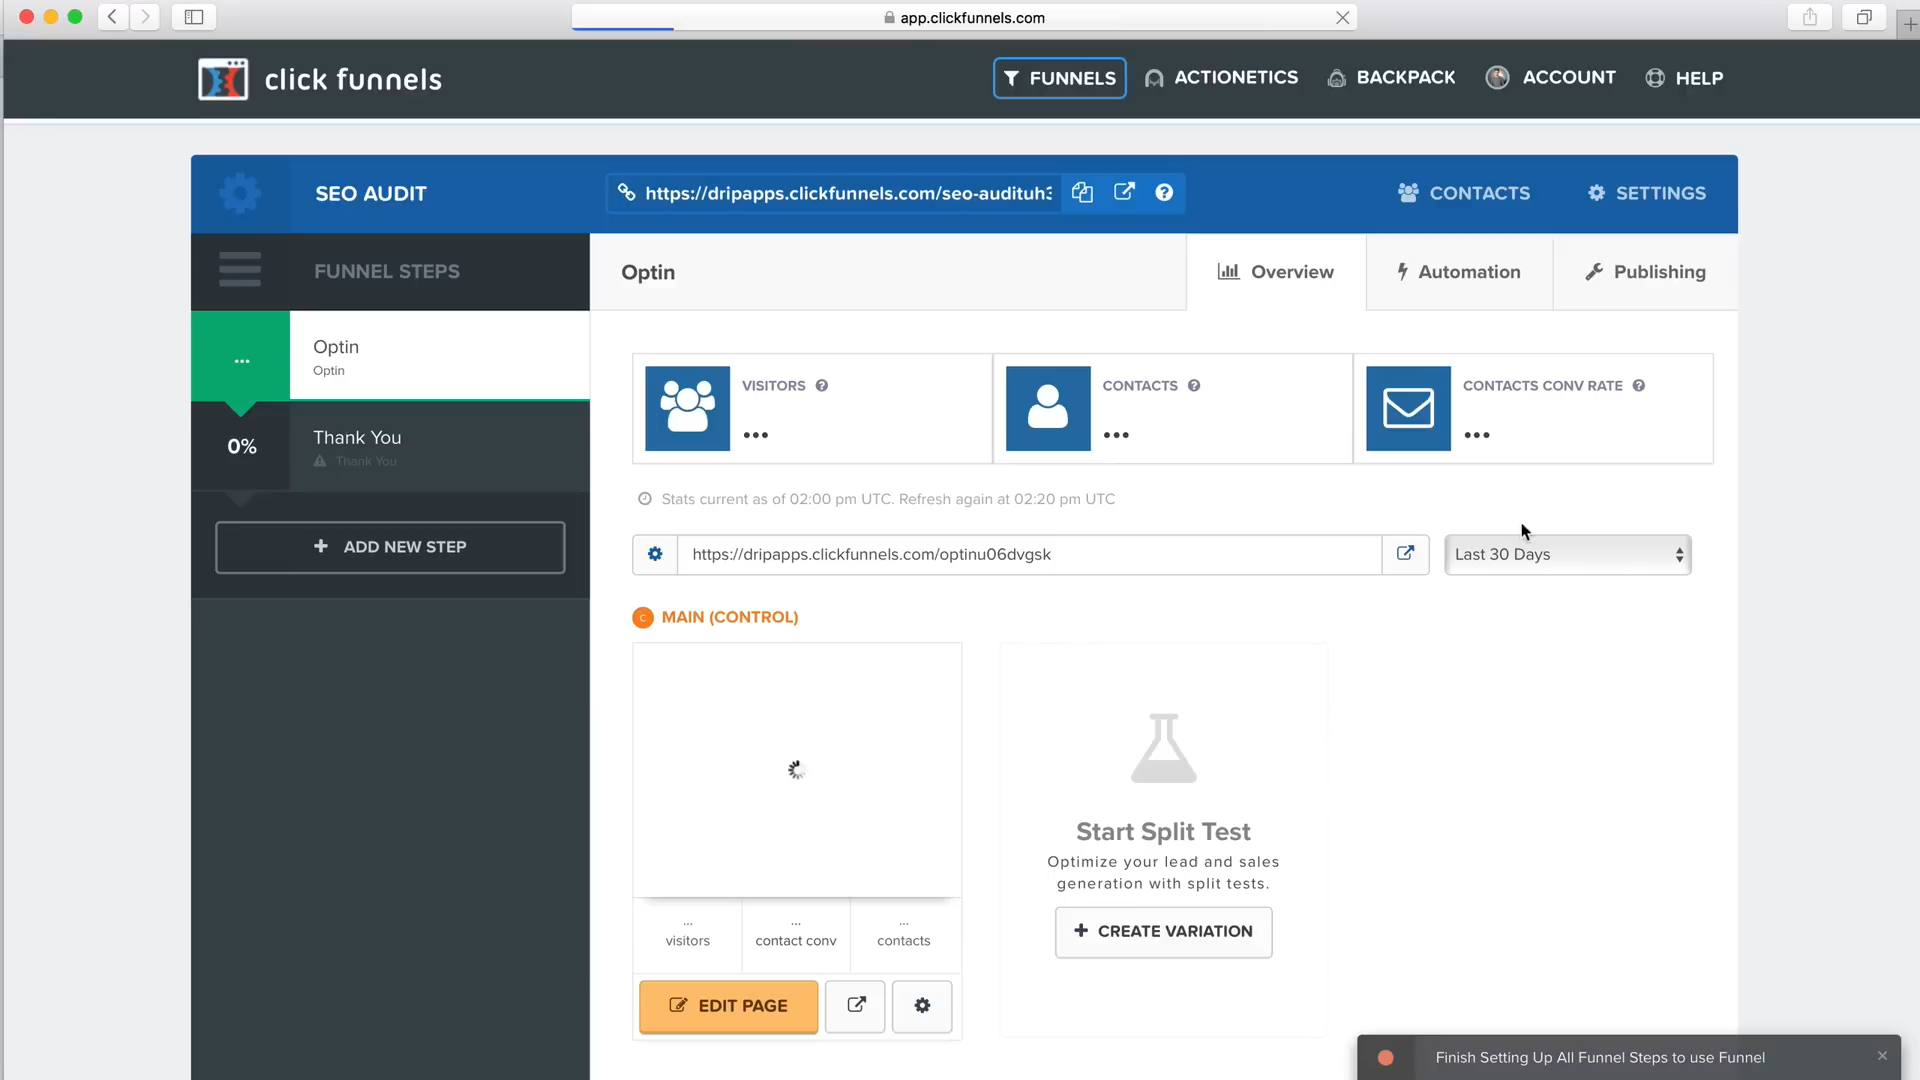 app.clickfunnels.com
click funnels
FUNNELS
ACTIONETICS
BACKPACK
ACCOUNT
HELP
SEO AUDIT
https://dripapps.clickfunnels.com/seo-audituh3
CONTACTS
SETTINGS
FUNNEL STEPS
Optin
Overview
Automation
Publishing
...
Optin
Optin
0%
Thank You
Thank You
+ ADD NEW STEP
VISITORS
...
CONTACTS
...
CONTACTS CONV RATE
...
Stats current as of 02:00 pm UTC. Refresh again at 02:20 pm UTC
https://dripapps.clickfunnels.com/optinu06dvgsk
Last 30 Days
C MAIN (CONTROL)
Start Split Test
Optimize your lead and sales
generation with split tests.
+ CREATE VARIATION
... ... ...
visitors contact conv contacts
EDIT PAGE
Finish Setting Up All Funnel Steps to use Funnel